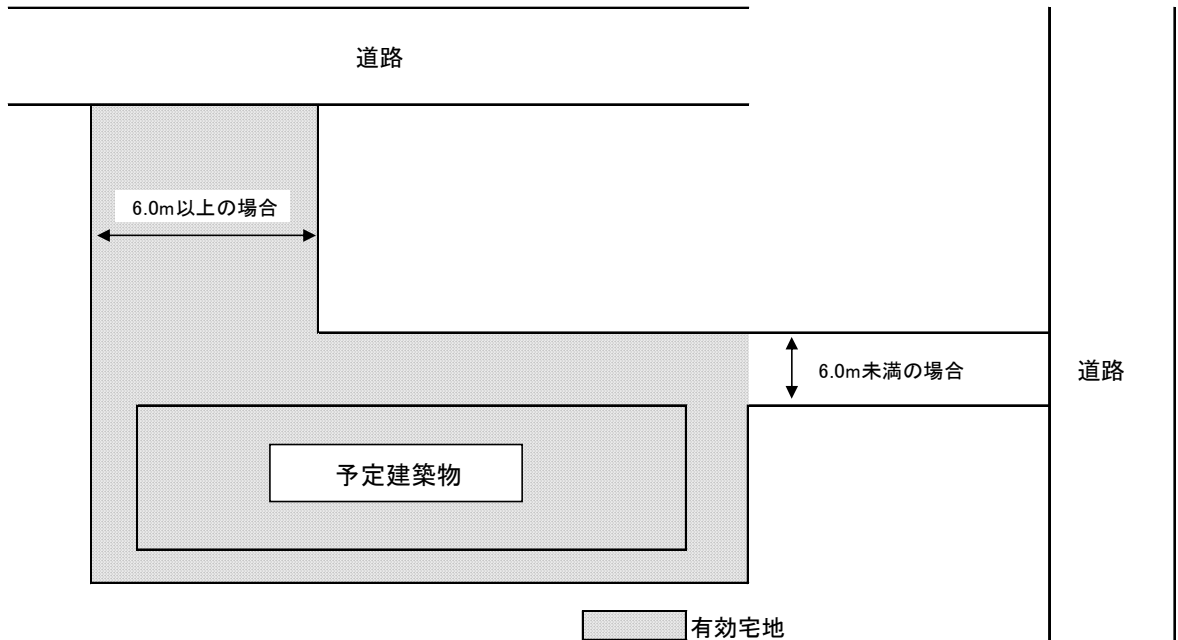 道路
6.0m以上の場合
6.0m未満の場合
道路
予定建築物
有効宅地